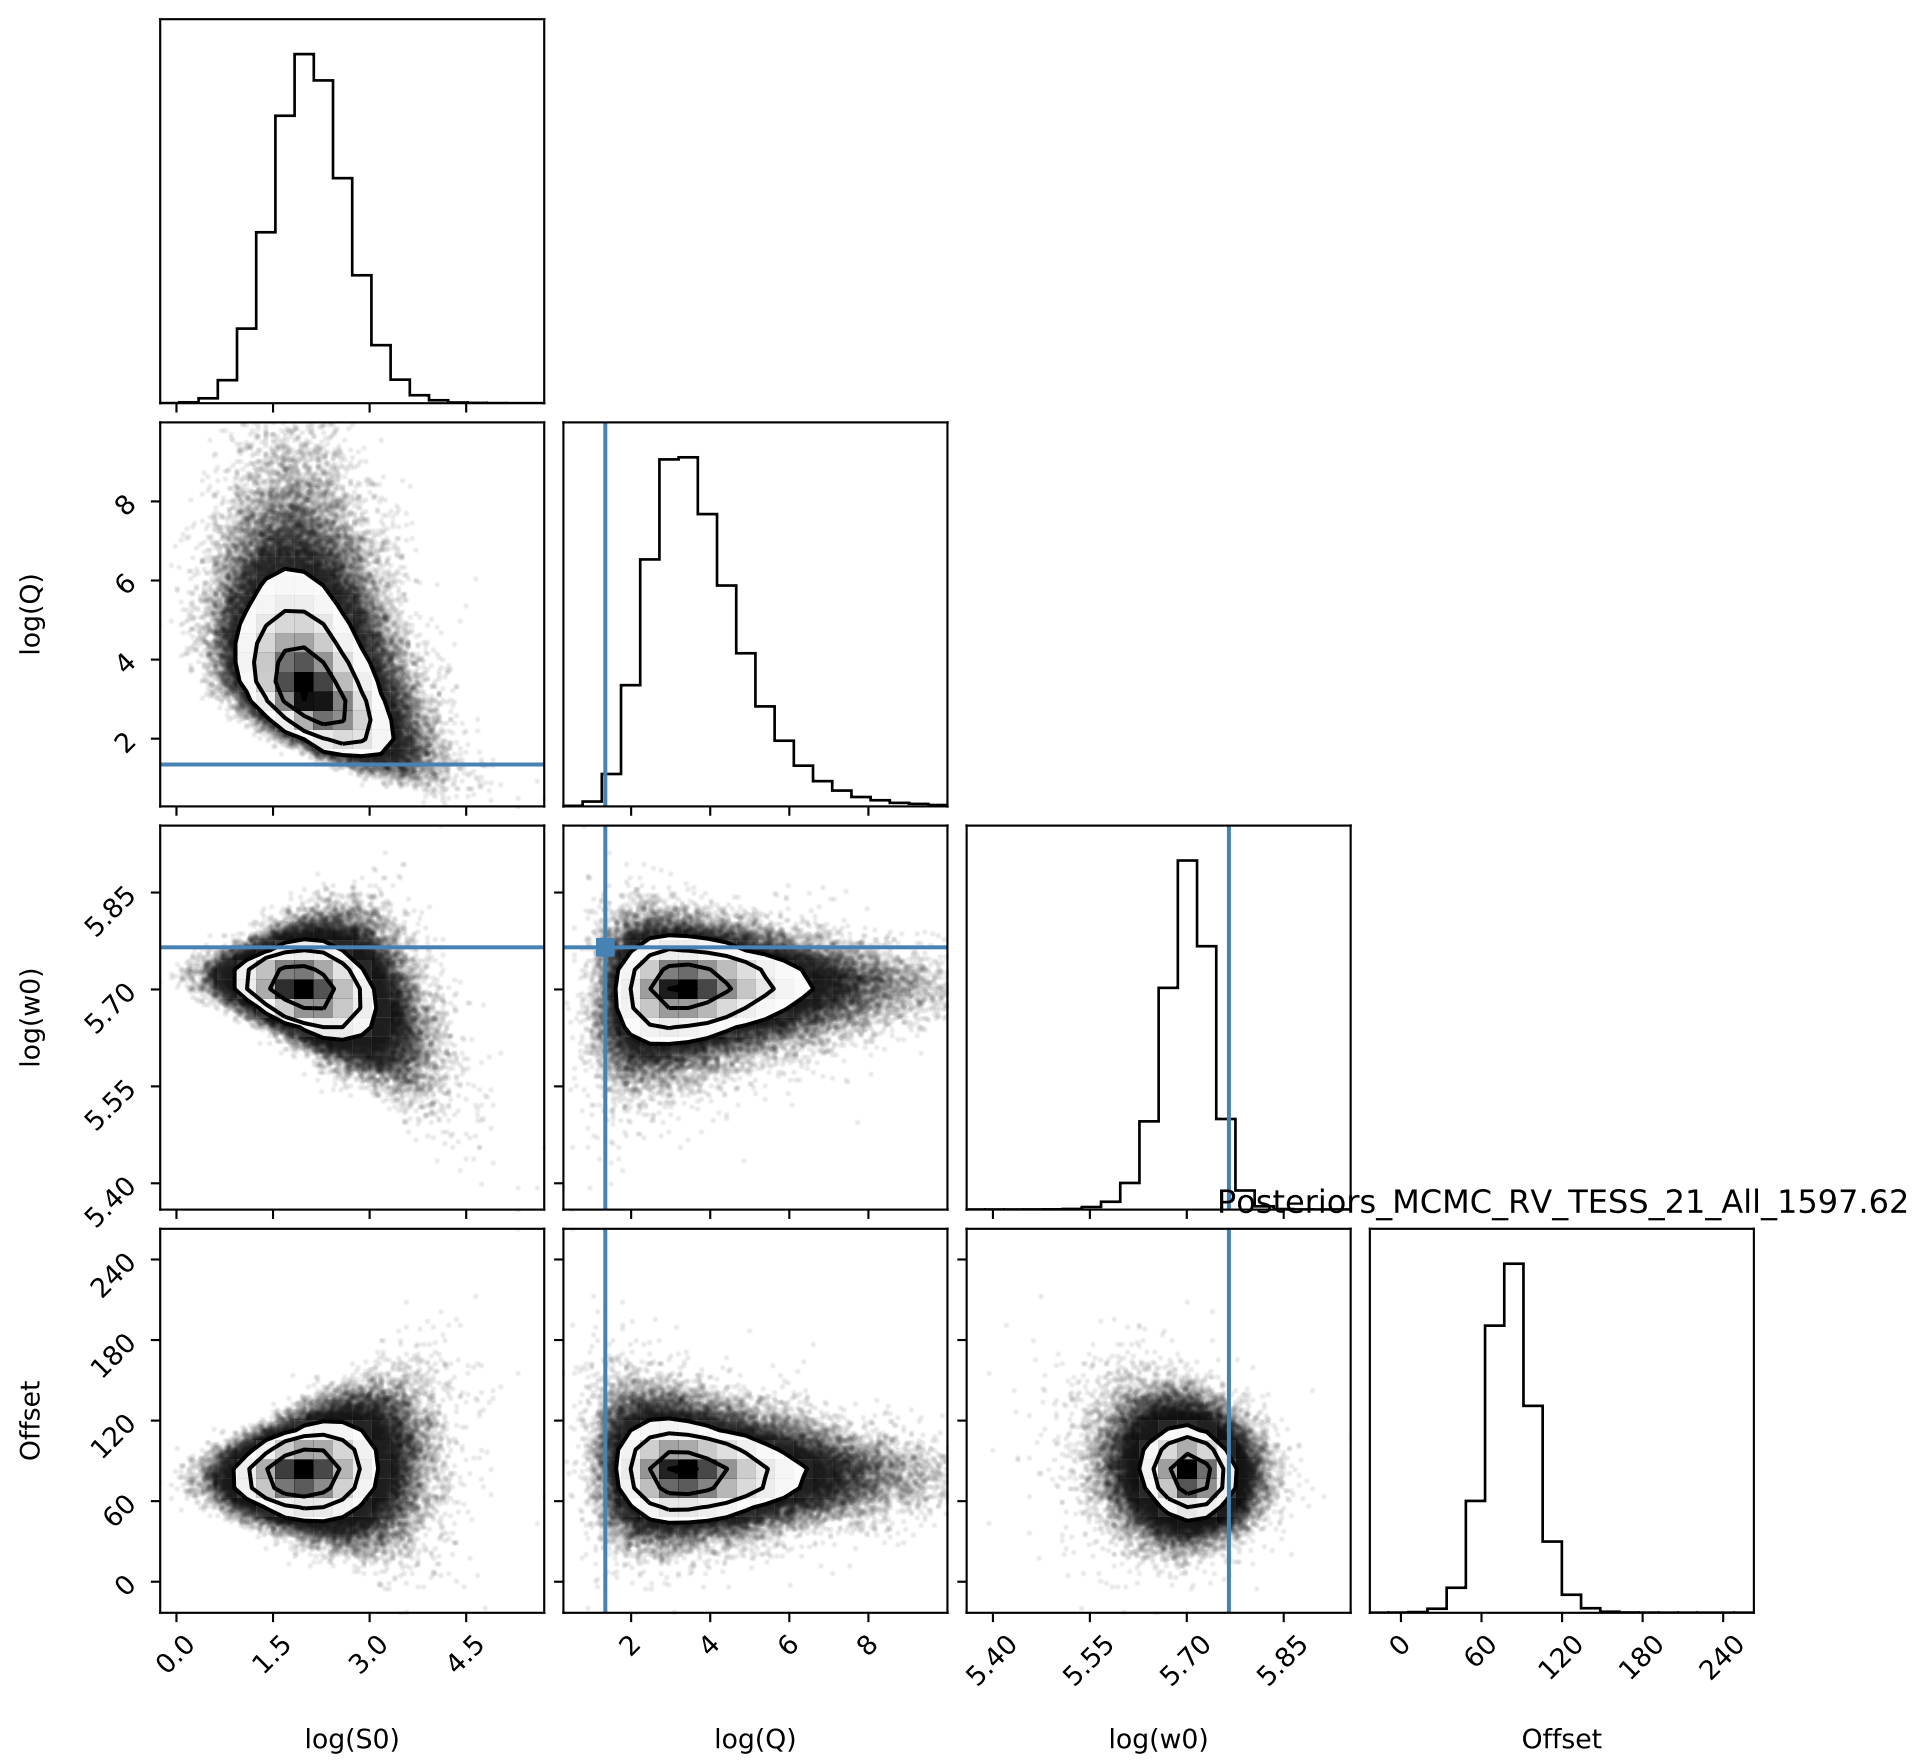 log(Q)
8
6
4
2
log(w0)
5.85
5.70
5.55
5.40
Posteriors_MCMC_RV_TESS_21_All_1597.62
Offset
240
180
120
60
0
0.0 1.5 3.0 4.5 2 4 6 8 5.40 5.55 5.70 5.85 0 60 120 180 240
log(S0) log(Q) log(w0) Offset